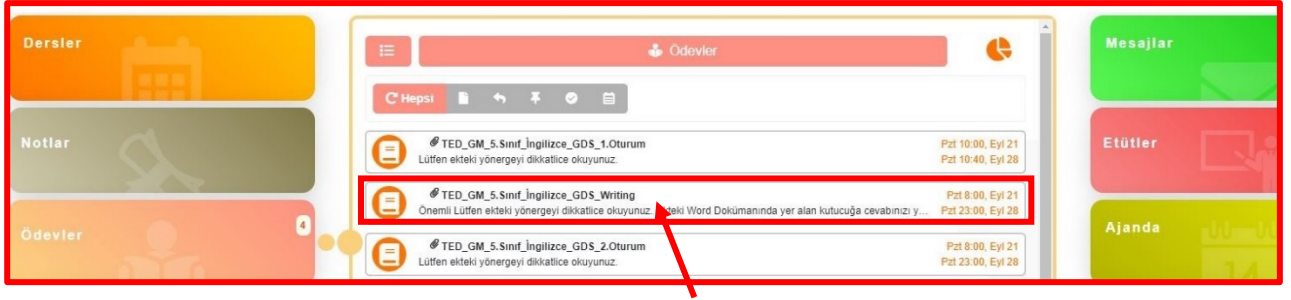 Dersler
Notlar
Ödevler
4
Ödevler
Hepsi
TED_GM_5.Sınıf_İngilizce_GDS_1.Oturum
Pzt 10:00, Eyl 21
Lütfen ekteki yönergeyi dikkatlice okuyunuz.
Pzt 10:40, Eyl 28
TED_GM_5.Sınıf_İngilizce_GDS_Writing
Pzt 8:00, Eyl 21
Önemli Lütfen ekteki yönergeyi dikkatlice okuyunuz. Word Dokümanında yer alan kutucuğa cevabınızı y...
Pzt 23:00, Eyl 28
TED_GM_5.Sınıf_İngilizce_GDS_2.Oturum
Pzt 8:00, Eyl 21
Lütfen ekteki yönergeyi dikkatlice okuyunuz.
Pzt 23:00, Eyl 28
Mesajlar
Etütler
Ajanda
14